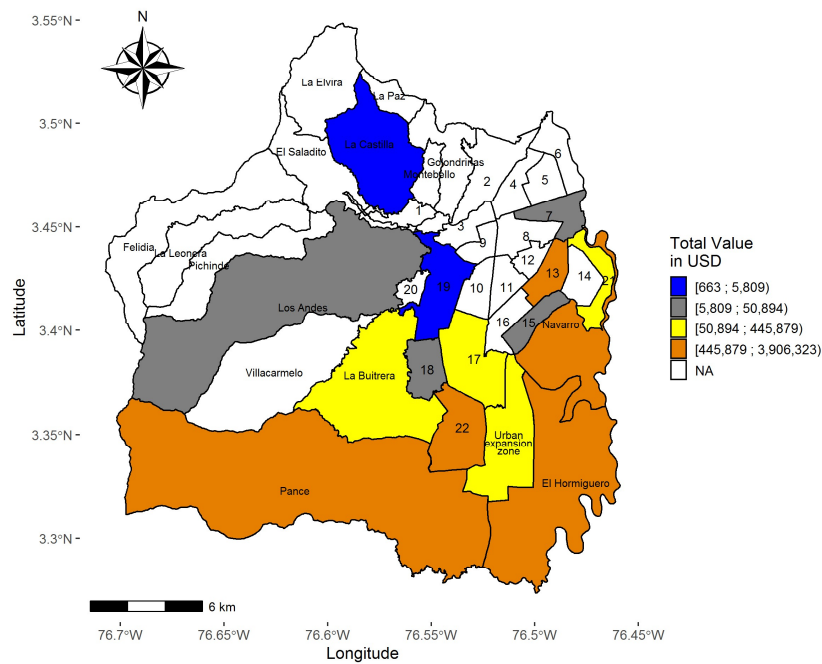 3.55°N
3.5°N
3.45°N
3.4°N
3.35°N
3.3°N
Latitude
N
La Elvira
La Paz
La Castilla
El Saladito
Golondrinas
Montebello
6
5
4
2
1
3
7
8
9
12
Felidia
La Leonera
Pichinde
13
14
21
20
19
10
11
Los Andes
16
15
Navarro
Villacarmelo
La Buitrera
18
17
22
Urban
expansion
zone
Pance
El Hormiguero
6 km
76.7°W
76.65°W
76.6°W
76.55°W
76.5°W
76.45°W
Longitude
Total Value
in USD
[663 ; 5,809)
[5,809 ; 50,894)
[50,894 ; 445,879)
[445,879 ; 3,906,323)
NA